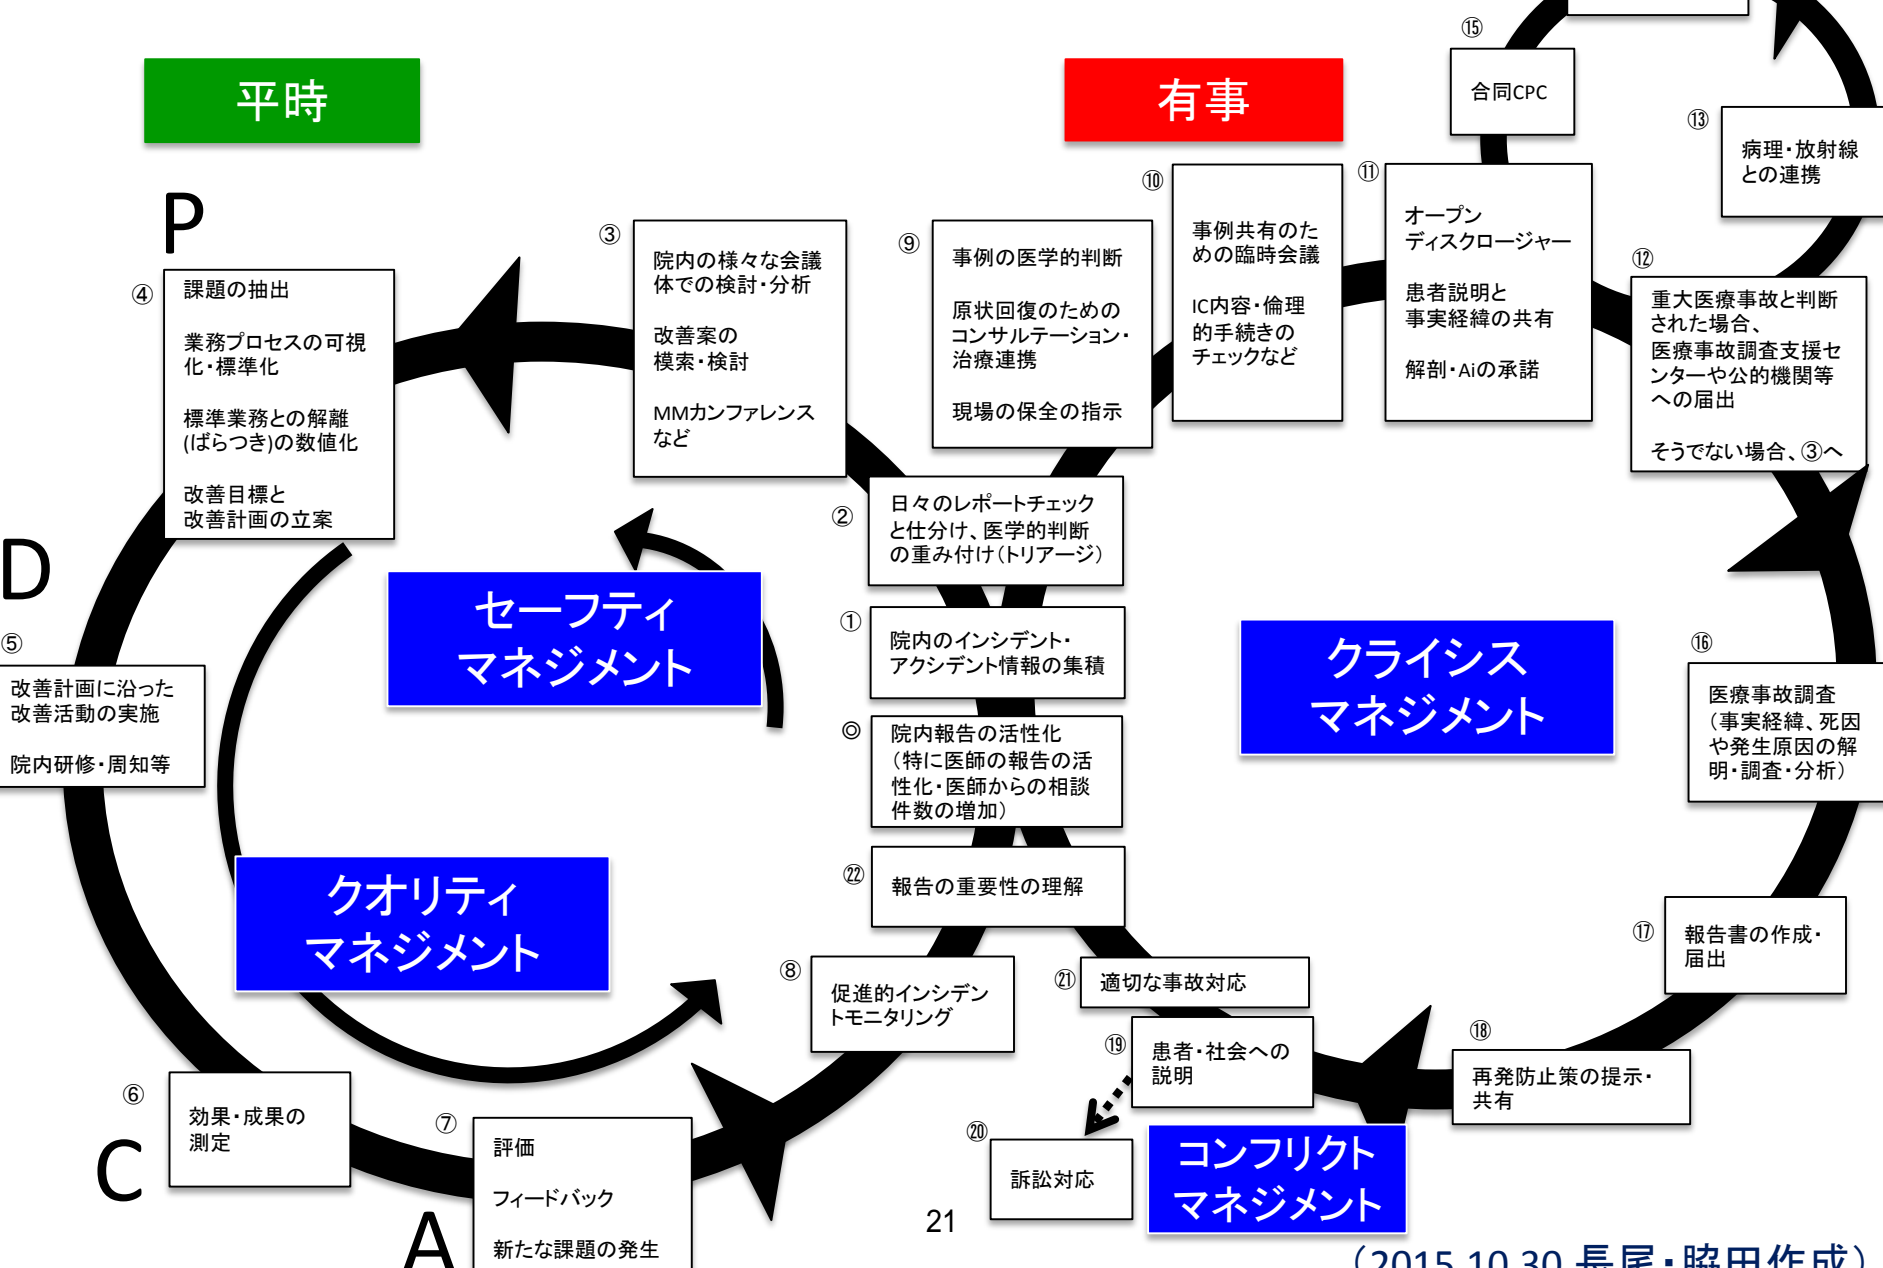 平時
有事
P
D
C
A
セーフティ
マネジメント
クオリティ
マネジメント
クライシス
マネジメント
コンフリクト
マネジメント
◎
院内報告の活性化
（特に医師の報告の活
性化・医師からの相談
件数の増加）
①
院内のインシデント・
アクシデント情報の集積
②
日々のレポートチェック
と仕分け、医学的判断
の重み付け（トリアージ）
③
院内の様々な会議
体での検討・分析
改善案の
模索・検討
MMカンファレンス
など
④
課題の抽出
業務プロセスの可視
化・標準化
標準業務との解離
(ばらつき)の数値化
改善目標と
改善計画の立案
⑤
改善計画に沿った
改善活動の実施
院内研修・周知等
⑥
効果・成果の
測定
⑦
評価
フィードバック
新たな課題の発生
⑧
促進的インシデン
トモニタリング
⑨
事例の医学的判断
原状回復のための
コンサルテーション・
治療連携
現場の保全の指示
⑩
事例共有のた
めの臨時会議
IC内容・倫理
的手続きの
チェックなど
⑪
オープン
ディスクロージャー
患者説明と
事実経緯の共有
解剖・Aiの承諾
⑫
重大医療事故と判断
された場合、
医療事故調査支援セ
ンターや公的機関等
への届出
そうでない場合、③へ
⑬
病理・放射線
との連携
⑮
合同CPC
⑯
医療事故調査
（事実経緯、死因
や発生原因の解
明・調査・分析）
⑰
報告書の作成・
届出
⑱
再発防止策の提示・
共有
⑲
患者・社会への
説明
⑳
訴訟対応
㉑
適切な事故対応
㉒
報告の重要性の理解
21
（2015.10.30 長尾・脇田作成）